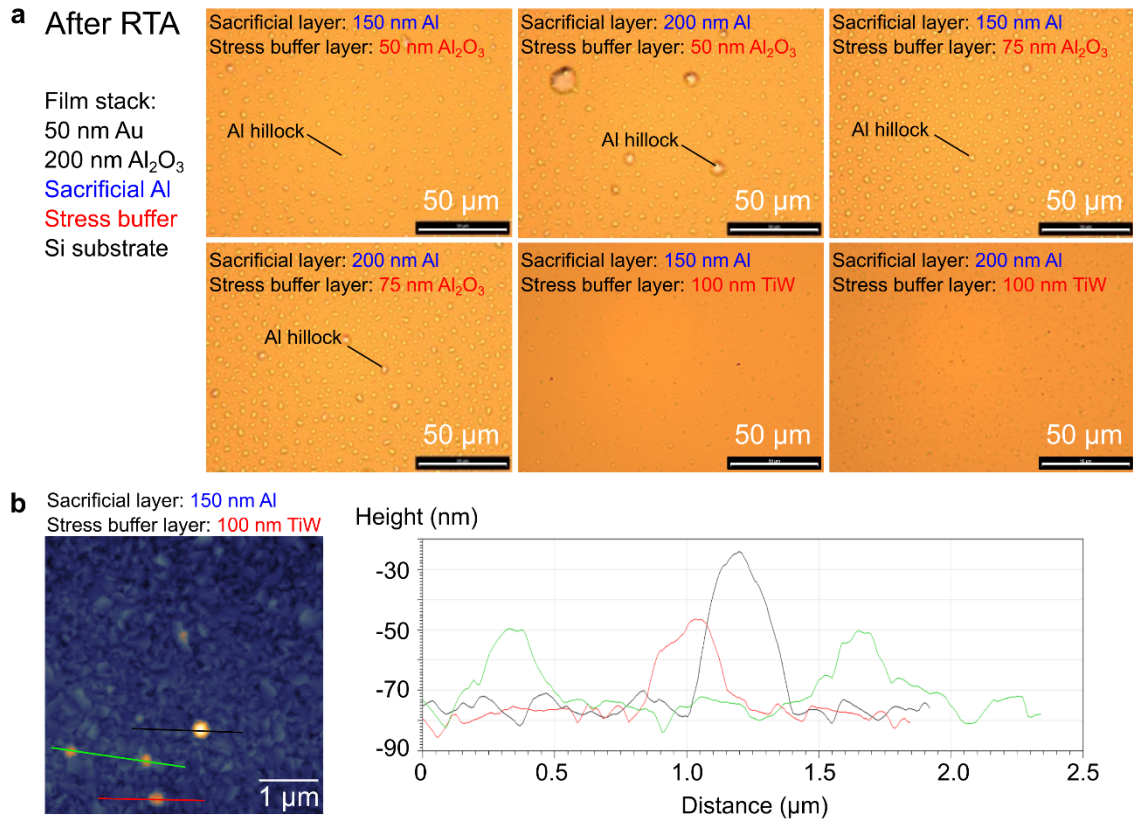 a After RTA
Film stack:
50 nm Au
200 nm Al₂O₃
Sacrificial Al
Stress buffer
Si substrate
Sacrificial layer: 150 nm Al
Stress buffer layer: 50 nm Al₂O₃
Al hillock
50 µm
Sacrificial layer: 200 nm Al
Stress buffer layer: 50 nm Al₂O₃
Al hillock
50 µm
Sacrificial layer: 150 nm Al
Stress buffer layer: 75 nm Al₂O₃
Al hillock
50 µm
Sacrificial layer: 200 nm Al
Stress buffer layer: 75 nm Al₂O₃
Al hillock
50 µm
Sacrificial layer: 150 nm Al
Stress buffer layer: 100 nm TiW
50 µm
Sacrificial layer: 200 nm Al
Stress buffer layer: 100 nm TiW
50 µm
b Sacrificial layer: 150 nm Al
Stress buffer layer: 100 nm TiW
1 µm
Height (nm)
-30
-50
-70
-90
0 0.5 1.0 1.5 2.0 2.5
Distance (µm)